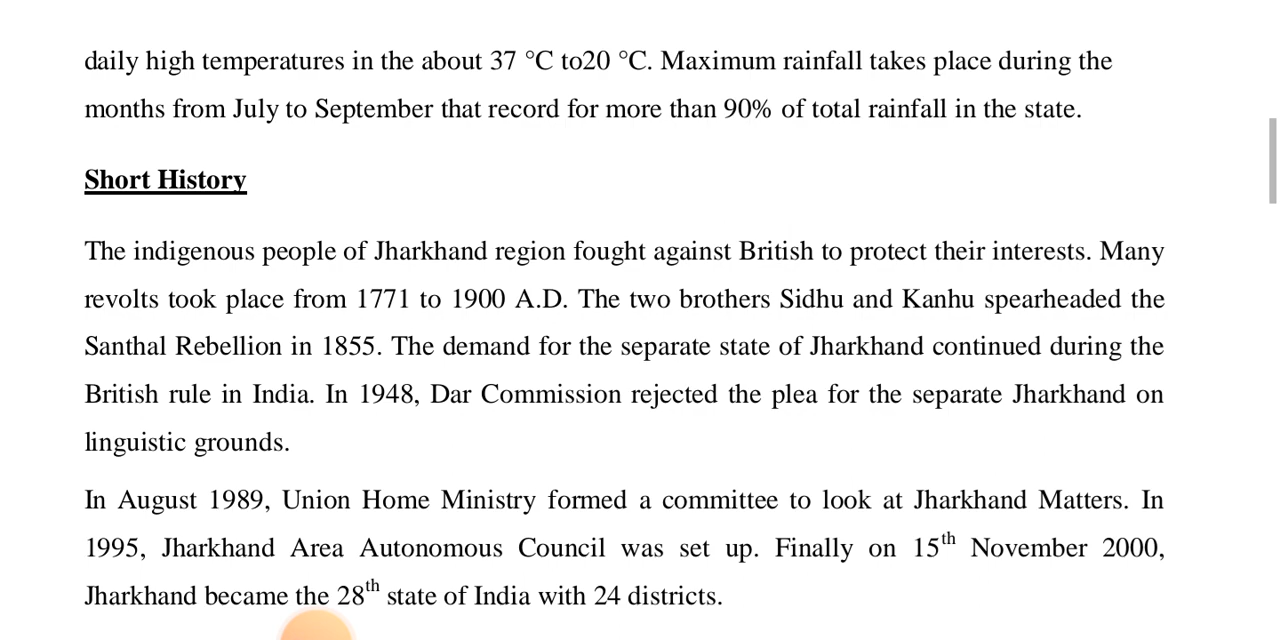 daily high temperatures in the about 37 °C to20 °C. Maximum rainfall takes place during the
months from July to September that record for more than 90% of total rainfall in the state.
Short History
The indigenous people of Jharkhand region fought against British to protect their interests. Many
revolts took place from 1771 to 1900 A.D. The two brothers Sidhu and Kanhu spearheaded the
Santhal Rebellion in 1855. The demand for the separate state of Jharkhand continued during the
British rule in India. In 1948, Dar Commission rejected the plea for the separate Jharkhand on
linguistic grounds.
In August 1989, Union Home Ministry formed a committee to look at Jharkhand Matters. In
1995, Jharkhand Area Autonomous Council was set up. Finally on 15th November 2000,
Jharkhand became the 28th state of India with 24 districts.